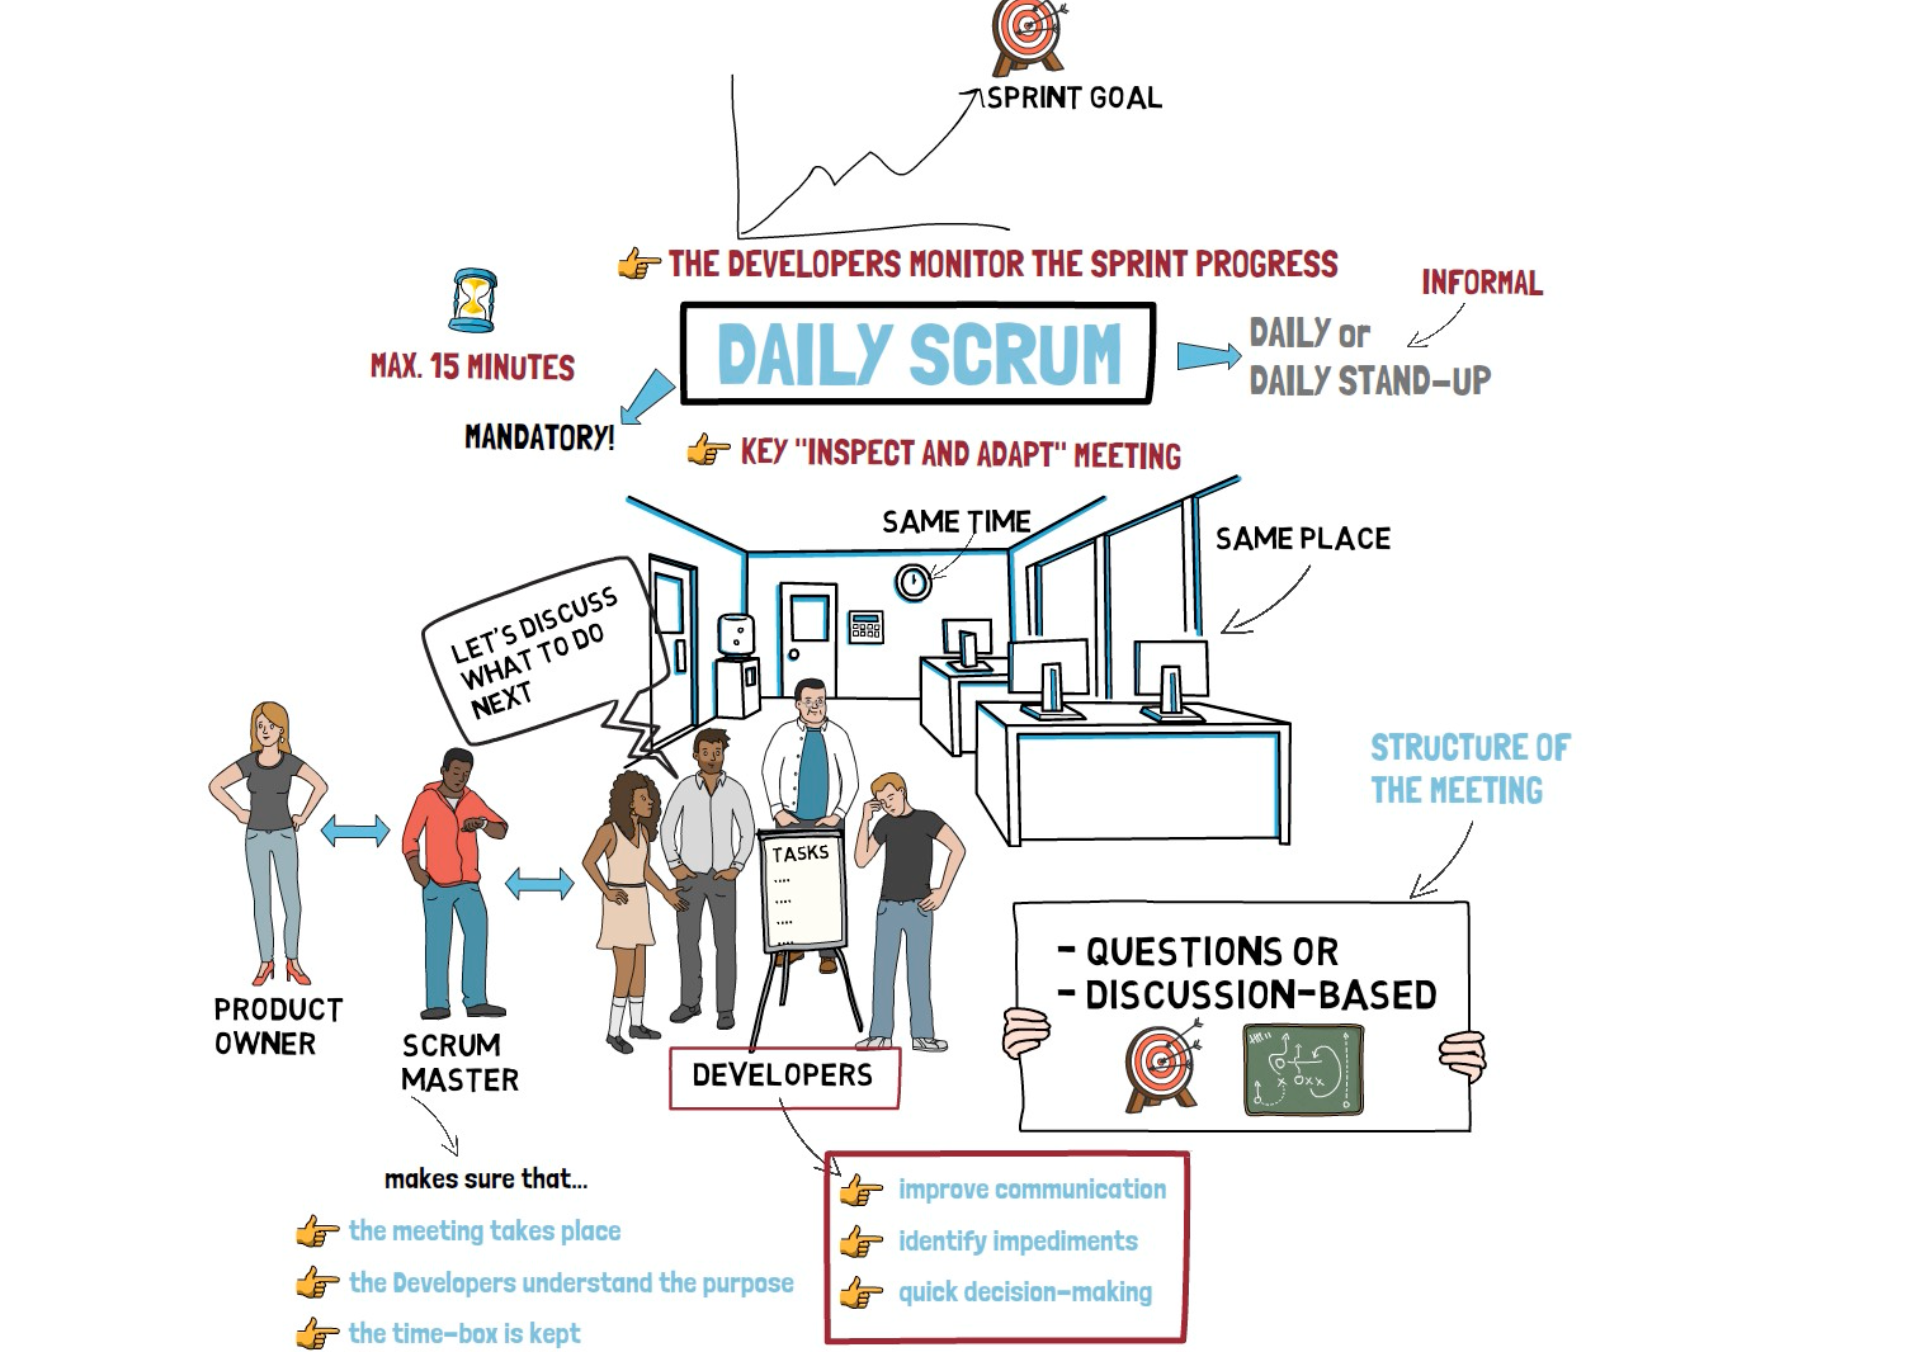 SPRINT GOAL
THE DEVELOPERS MONITOR THE SPRINT PROGRESS
INFORMAL
MAX. 15 MINUTES
DAILY SCRUM
DAILY or
DAILY STAND-UP
MANDATORY!
KEY "INSPECT AND ADAPT" MEETING
SAME TIME
SAME PLACE
LET'S DISCUSS
WHAT TO DO
NEXT
STRUCTURE OF
THE MEETING
TASKS
- QUESTIONS OR
- DISCUSSION-BASED
PRODUCT
OWNER
SCRUM
MASTER
DEVELOPERS
makes sure that...
the meeting takes place
the Developers understand the purpose
the time-box is kept
improve communication
identify impediments
quick decision-making